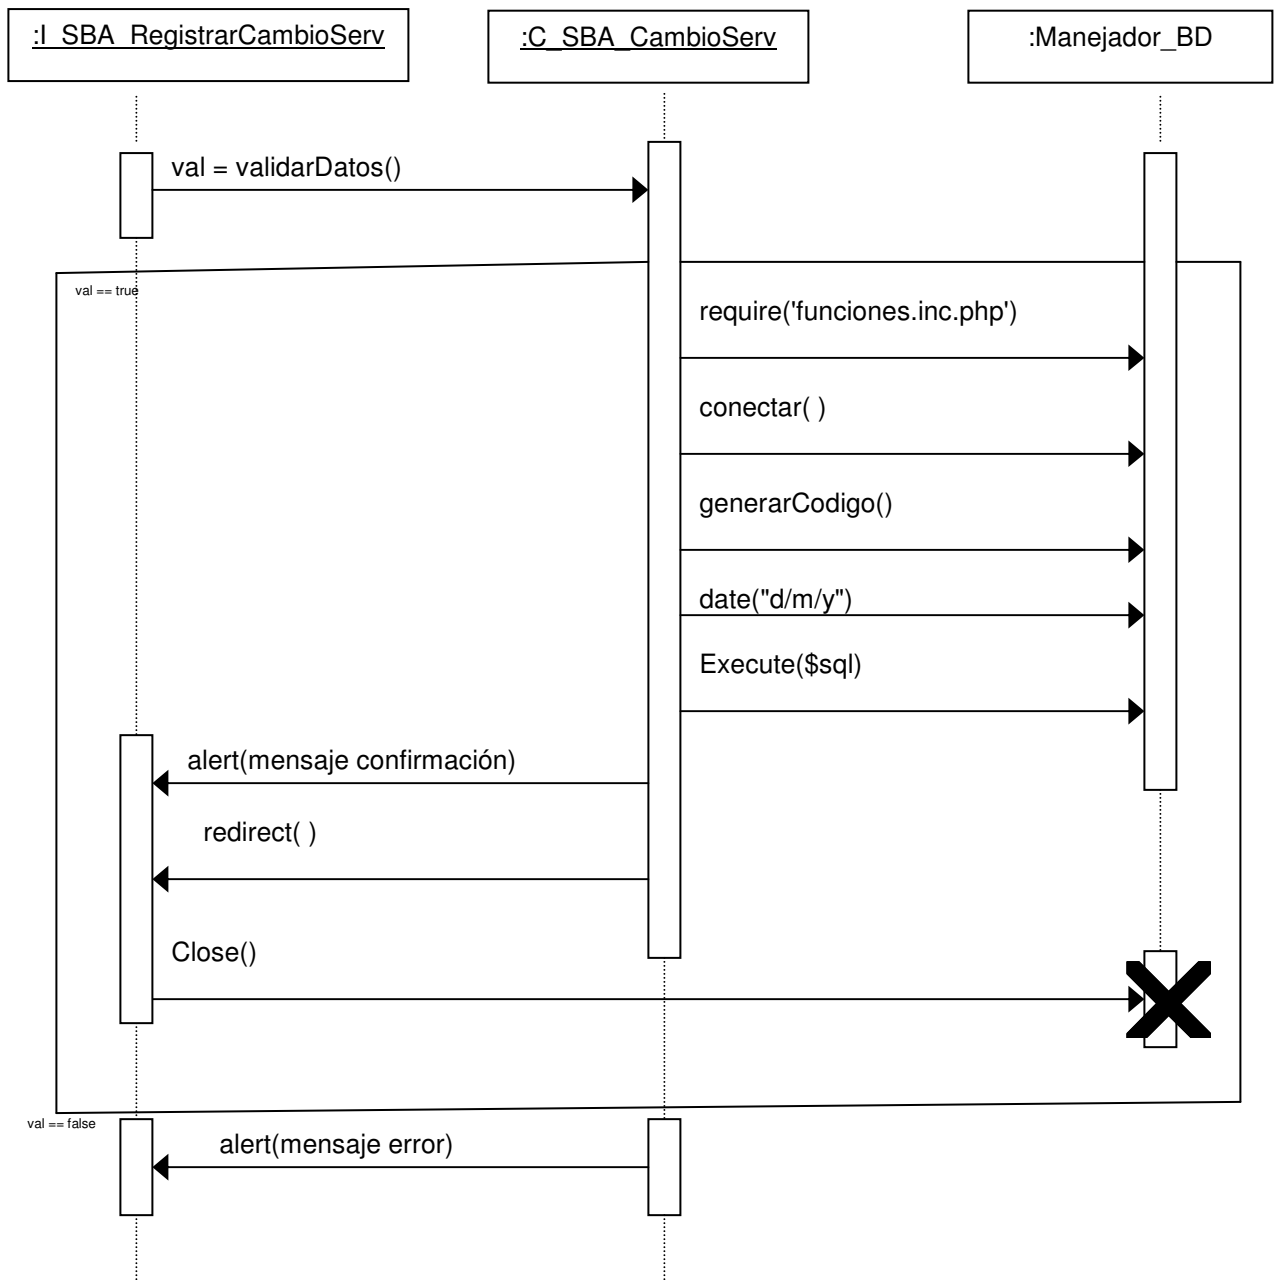 :I_SBA_RegistrarCambioServ
:C_SBA_CambioServ
:Manejador_BD
val = validarDatos()
val == true
require('funciones.inc.php')
conectar( )
generarCodigo()
date("d/m/y")
Execute($sql)
alert(mensaje confirmación)
redirect( )
Close()
val == false
alert(mensaje error)